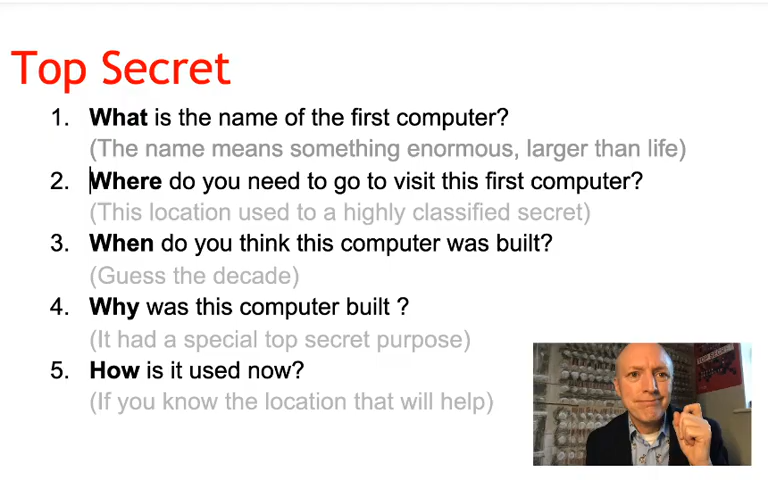 Top Secret
1. What is the name of the first computer?
(The name means something enormous, larger than life)
2. Where do you need to go to visit this first computer?
(This location used to a highly classified secret)
3. When do you think this computer was built?
(Guess the decade)
4. Why was this computer built ?
(It had a special top secret purpose)
5. How is it used now?
(If you know the location that will help)
TOP SECRET